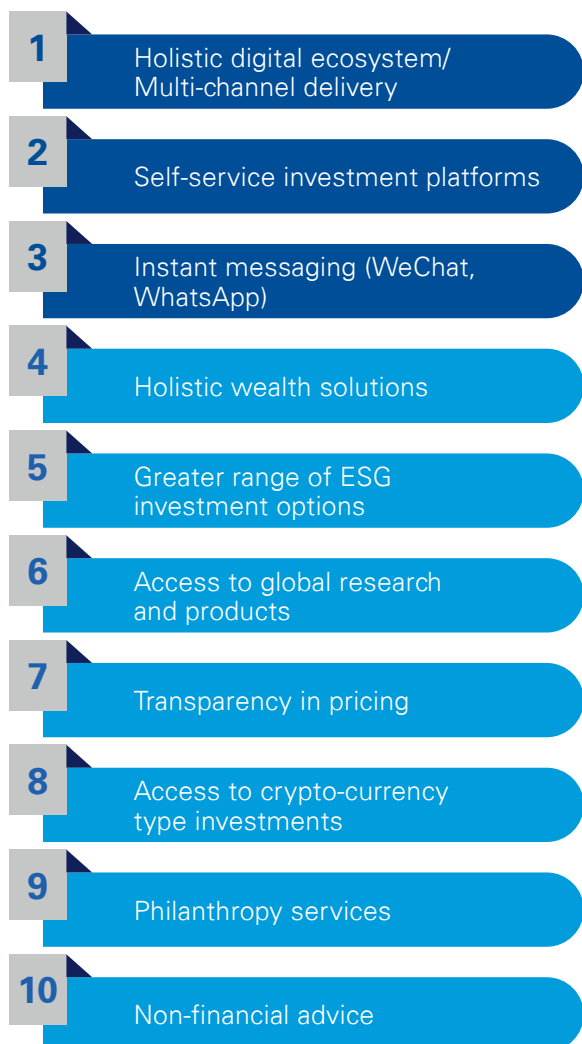 1
Holistic digital ecosystem/
Multi-channel delivery
2
Self-service investment platforms
3
Instant messaging (WeChat,
WhatsApp)
4
Holistic wealth solutions
5
Greater range of ESG
investment options
6
Access to global research
and products
7
Transparency in pricing
8
Access to crypto-currency
type investments
9
Philanthropy services
10
Non-financial advice